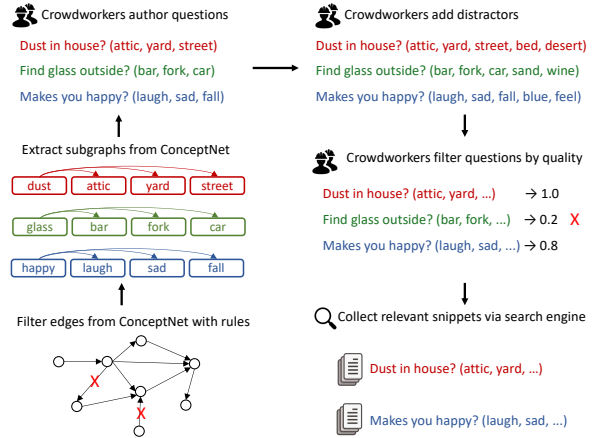 Crowdworkers author questions
Dust in house? (attic, yard, street)
Find glass outside? (bar, fork, car)
Makes you happy? (laugh, sad, fall)
Extract subgraphs from ConceptNet
dust attic yard street
glass bar fork car
happy laugh sad fall
Filter edges from ConceptNet with rules
X
X
Crowdworkers add distractors
Dust in house? (attic, yard, street, bed, desert)
Find glass outside? (bar, fork, car, sand, wine)
Makes you happy? (laugh, sad, fall, blue, feel)
Crowdworkers filter questions by quality
Dust in house? (attic, yard, …) → 1.0
Find glass outside? (bar, fork, ...) → 0.2 X
Makes you happy? (laugh, sad, ...) → 0.8
Collect relevant snippets via search engine
Dust in house? (attic, yard, …)
Makes you happy? (laugh, sad, ...)